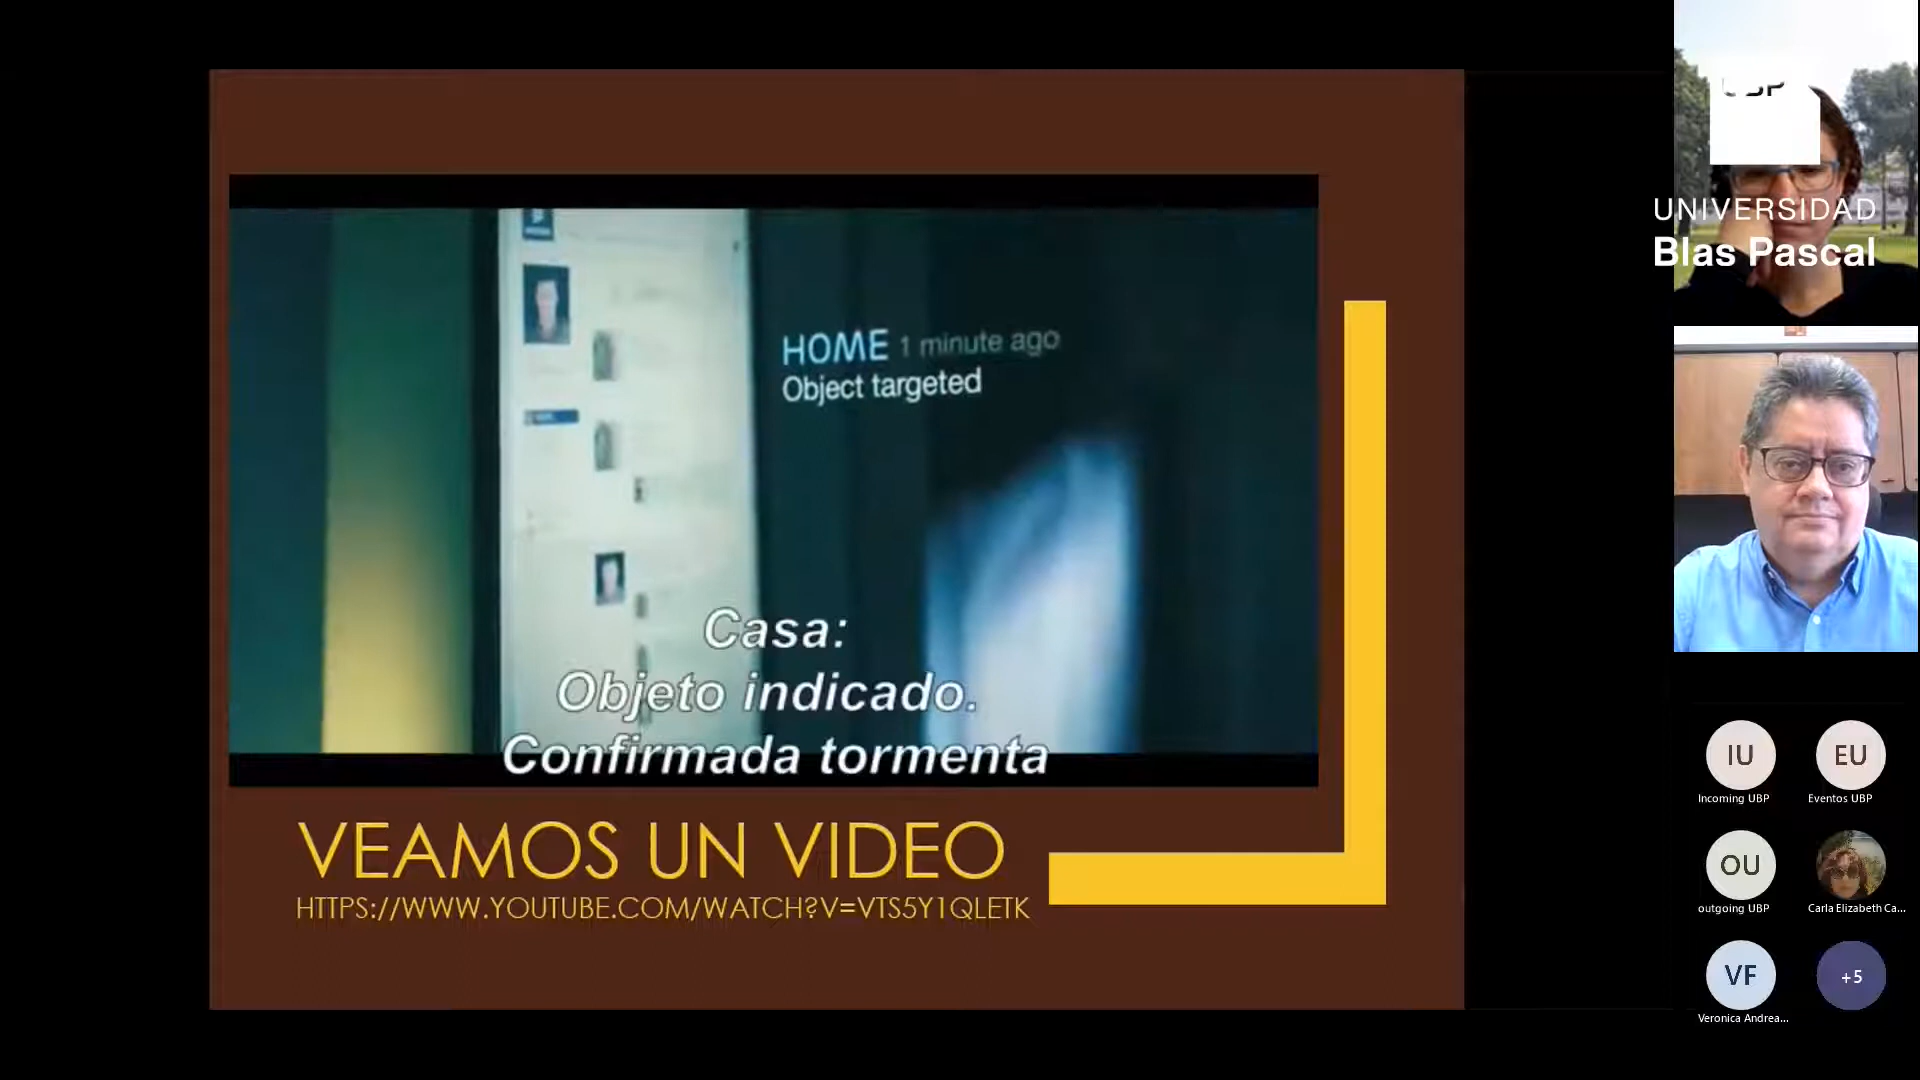 HOME 1 minute ago
Object targeted
Casa:
Objeto indicado.
Confirmada tormenta
VEAMOS UN VIDEO
HTTPS://WWW.YOUTUBE.COM/WATCH?V=VTS5Y1QLETK
UBP
UNIVERSIDAD
Blas Pascal
IU
Incoming UBP
EU
Eventos UBP
OU
outgoing UBP
Carla Elizabeth Ca...
VF
Veronica Andrea...
+5